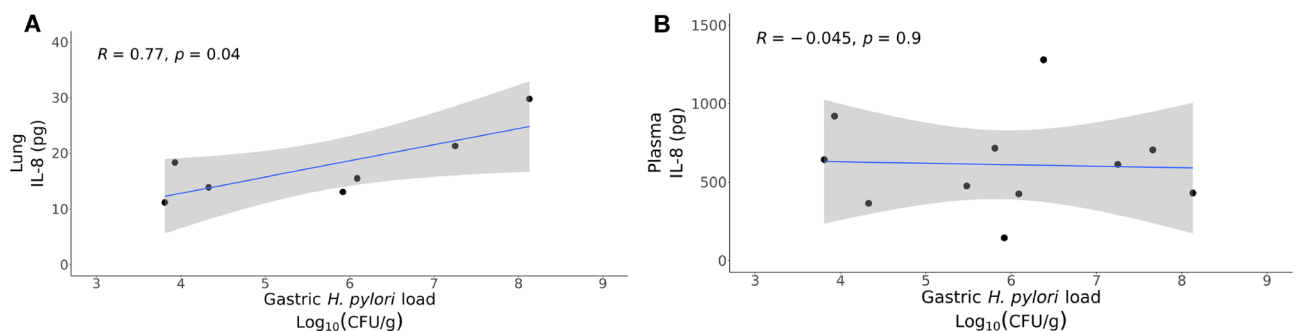 A
R = 0.77, p = 0.04
40
30
20
10
0
Lung
IL-8 (pg)
3 4 5 6 7 8 9
Gastric H. pylori load
Log₁₀(CFU/g)
B
R = −0.045, p = 0.9
1500
1000
500
0
Plasma
IL-8 (pg)
3 4 5 6 7 8 9
Gastric H. pylori load
Log₁₀(CFU/g)